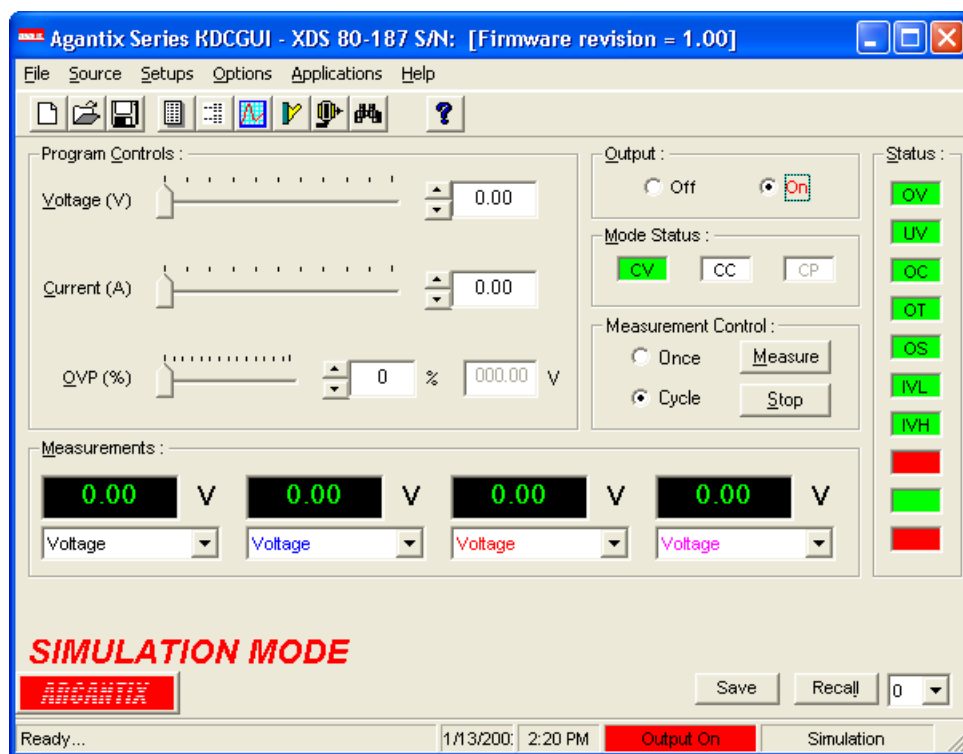 Agantix Series KDCGUI - XDS 80-187 S/N: [Firmware revision = 1.00]
File Source Setups Options Applications Help
Program Controls :
Voltage (V) 0.00
Current (A) 0.00
OVP (%) 0 % 000.00 V
Output :
Off On
Mode Status :
CV CC CP
Measurement Control :
Once Measure
Cycle Stop
Status :
OV
UV
OC
OT
OS
IVL
IVH
Measurements :
0.00 V 0.00 V 0.00 V 0.00 V
Voltage Voltage Voltage Voltage
SIMULATION MODE
ARGANTIX
Save Recall 0
Ready... 1/13/200 2:20 PM Output On Simulation